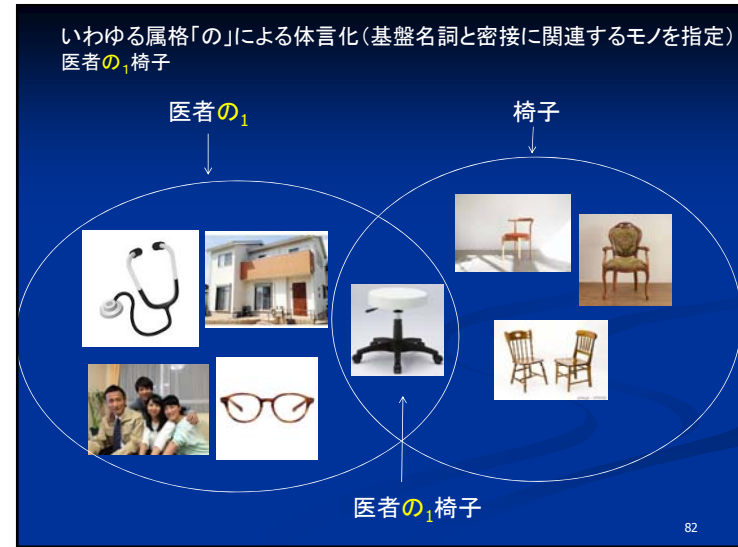 いわゆる属格「の」による体言化(基盤名詞と密接に関連するモノを指定)
医者の₁椅子
医者の₁
椅子
医者の₁椅子
82